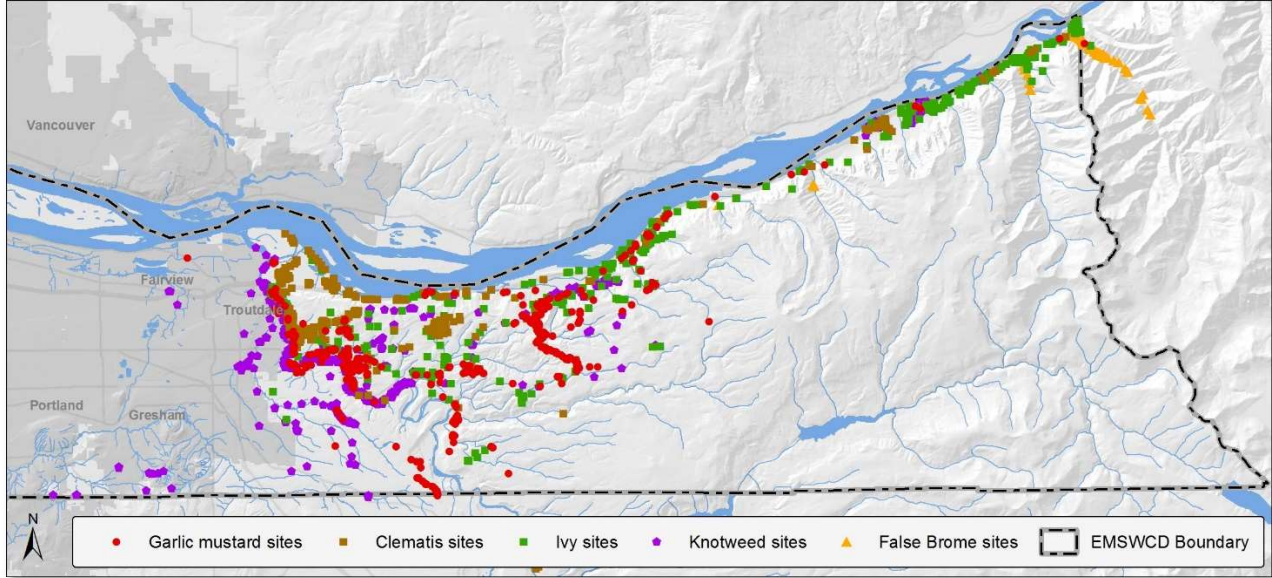 Vancouver
Fairview
Troutdale
Portland
Gresham
N
Garlic mustard sites
Clematis sites
Ivy sites
Knotweed sites
False Brome sites
EMSWCD Boundary